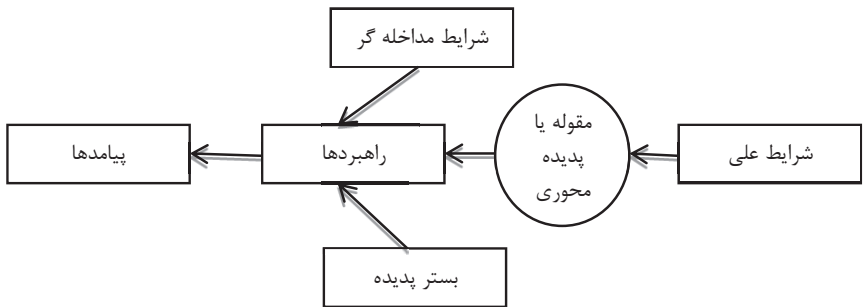 شرایط مداخله گر
شرایط علی
مقوله یا
پدیده
محوری
راهبردها
پیامدها
بستر پدیده